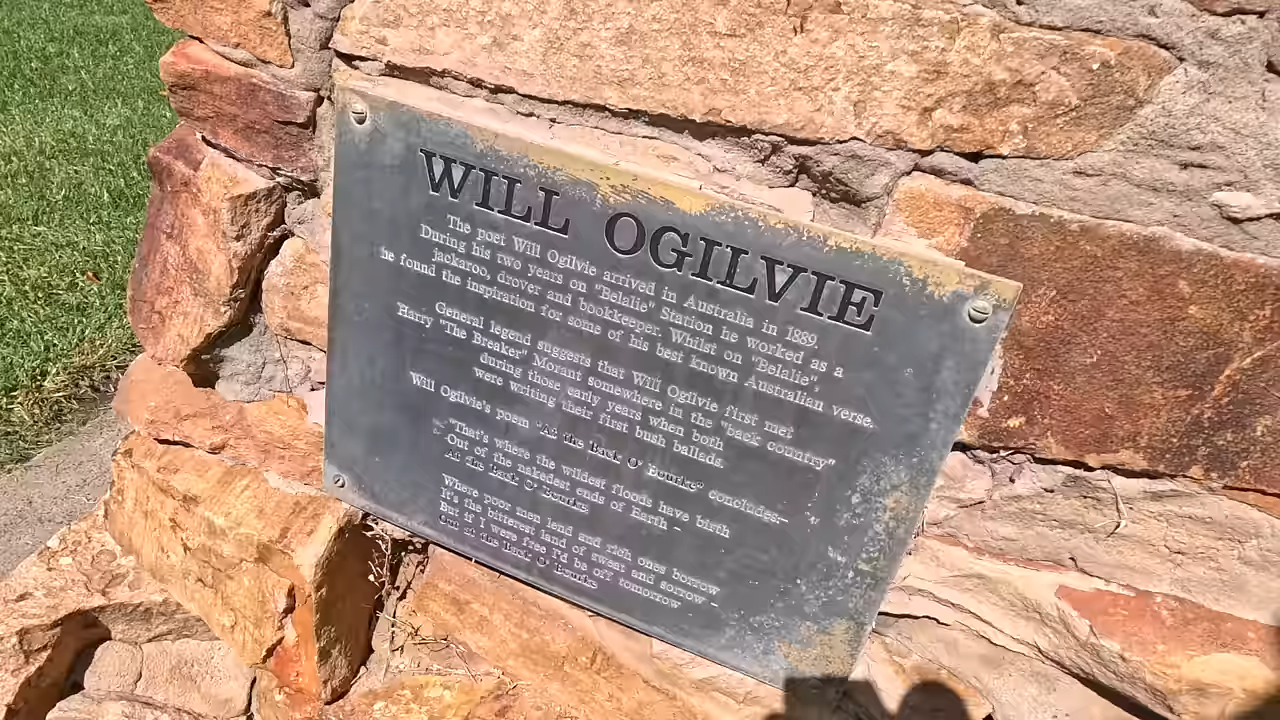 WILL OGILVIE
The poet Will Ogilvie arrived in Australia in 1889.
During his two years on "Belalie" Station he worked as a
jackaroo, drover and bookkeeper. Whilst on "Belalie",
he found the inspiration for some of his best known Australian verse.
General legend suggests that Will Ogilvie first met
Harry "The Breaker" Morant somewhere in the "back country"
during those early years when both
were writing their first bush ballads.
Will Ogilvie's poem "At the Back O' Bourke" concludes:-
"That's where the wildest floods have birth
Out of the nakedest ends of Earth -
At the Back O' Bourke
Where poor men lend and rich ones borrow
It's the bitterest land of sweat and sorrow -
But if I were free I'd be off tomorrow
Out at the Back O' Bourke